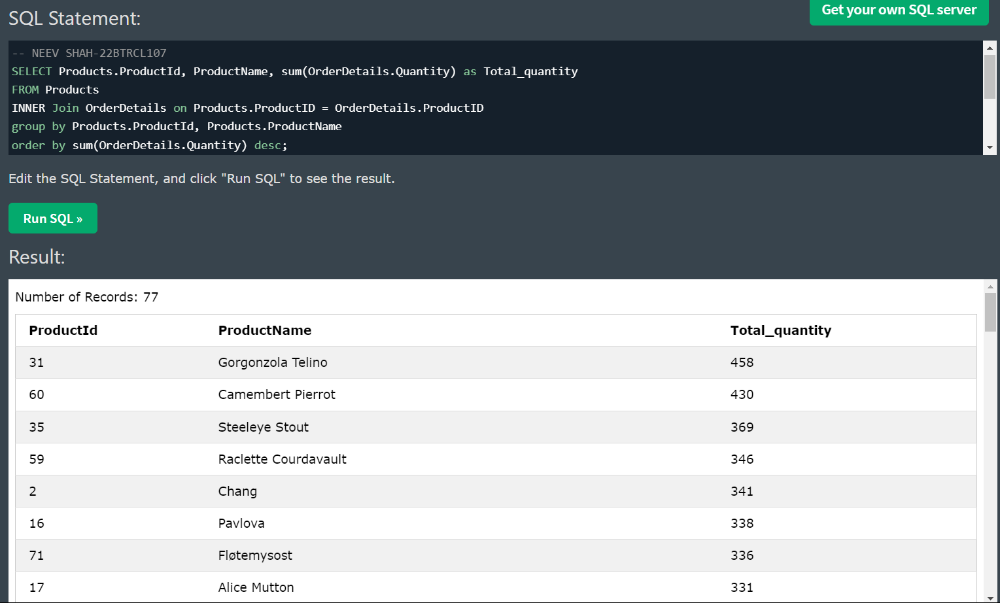 SQL Statement:
Get your own SQL server
-- NEEV SHAH-22BTRCL107
SELECT Products.ProductId, ProductName, sum(OrderDetails.Quantity) as Total_quantity
FROM Products
INNER Join OrderDetails on Products.ProductID = OrderDetails.ProductID
group by Products.ProductId, Products.ProductName
order by sum(OrderDetails.Quantity) desc;
Edit the SQL Statement, and click "Run SQL" to see the result.
Run SQL »
Result:
Number of Records: 77
ProductId ProductName Total_quantity
31 Gorgonzola Telino 458
60 Camembert Pierrot 430
35 Steeleye Stout 369
59 Raclette Courdavault 346
2 Chang 341
16 Pavlova 338
71 Fløtemysost 336
17 Alice Mutton 331